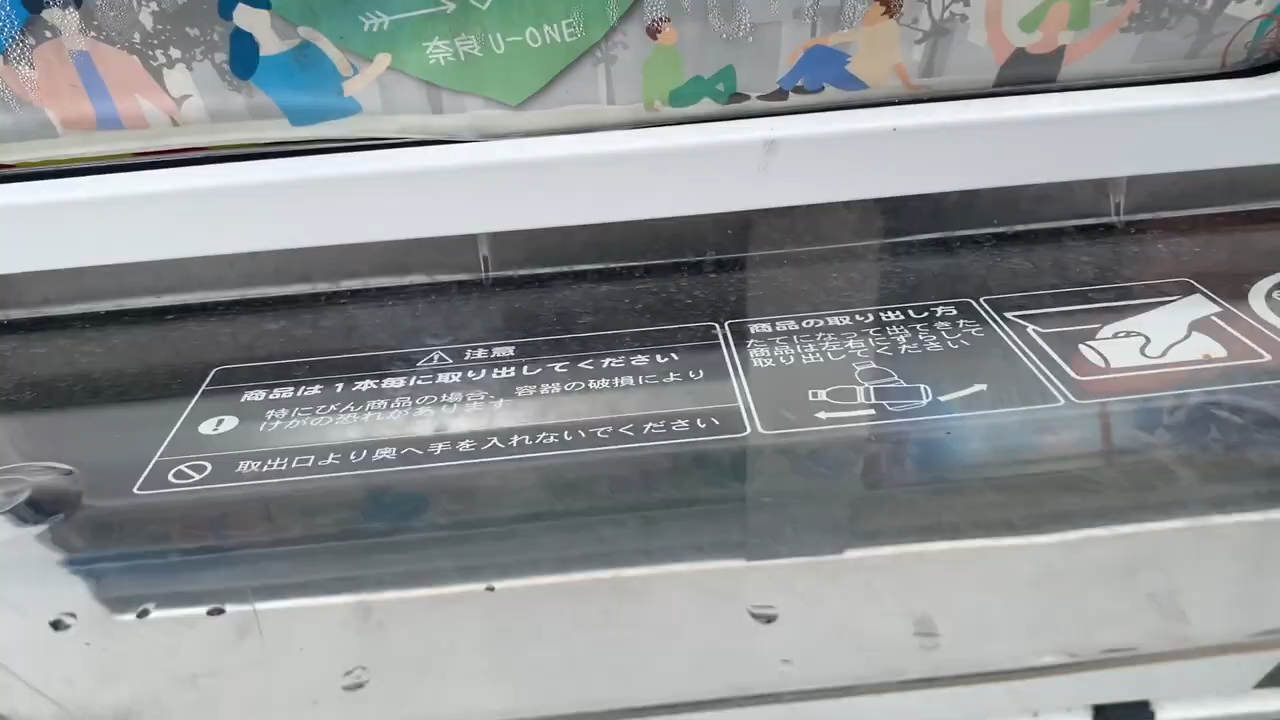 奈良 U-ONE
注意
商品は1本毎に取り出してください
特にびん商品の場合、容器の破損により
けがの恐れがあります
取出口より奥へ手を入れないでください
商品の取り出し方
たてになって出てきた
商品は左右にずらして
取り出してください